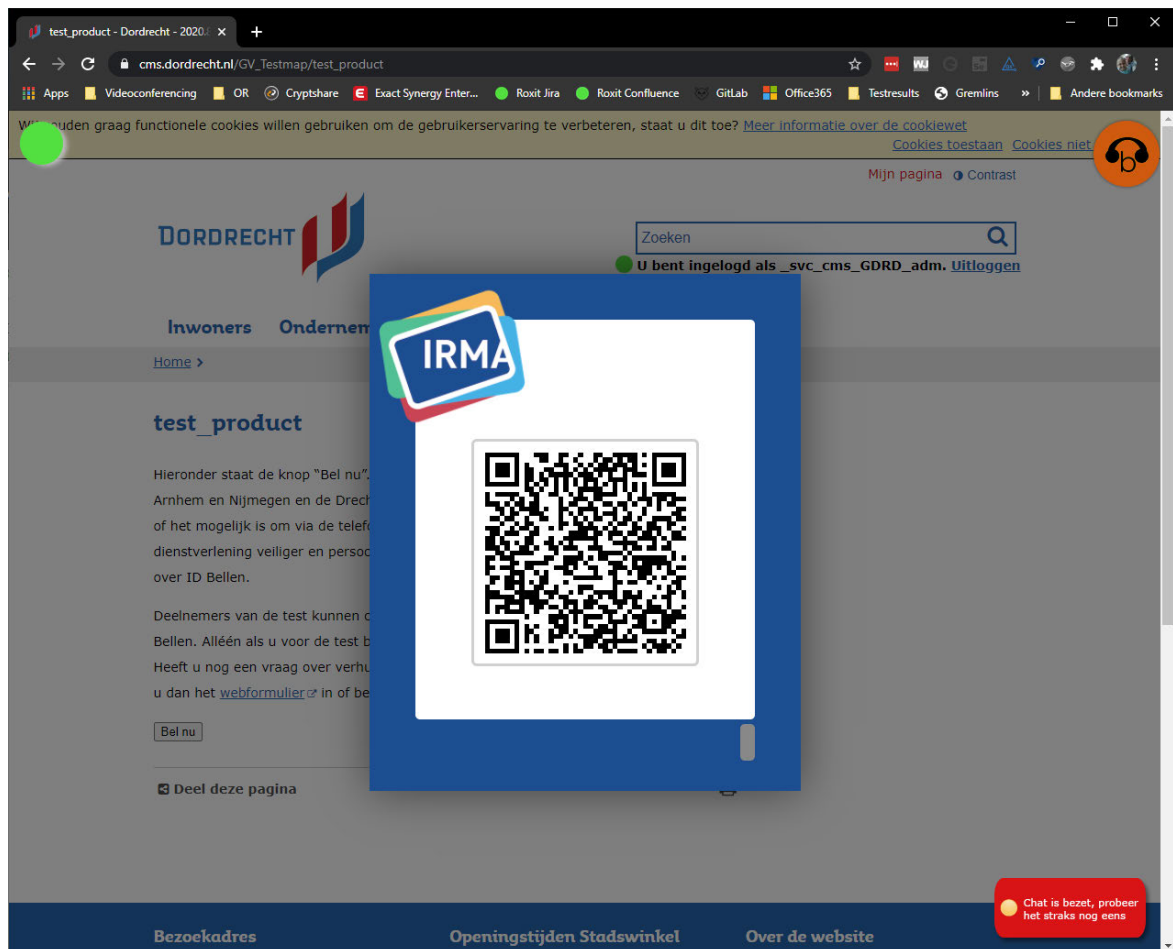 test_product - Dordrecht - 2020.
cms.dordrecht.nl/GV_Testmap/test_product
Apps Videoconferencing OR Cryptshare Exact Synergy Enter... Roxit Jira Roxit Confluence GitLab Office365 Testresults Gremlins » Andere bookmarks
graag functionele cookies willen gebruiken om de gebruikerservaring te verbeteren, staat u dit toe? Meer informatie over de cookiewet
Cookies toestaan Cookies niet
Mijn pagina Contrast
DORDRECHT
Zoeken
U bent ingelogd als _svc_cms_GDRD_adm. Uitloggen
Inwoners Ondernem
IRMA
Home >
test_product
Hieronder staat de knop "Bel nu".
Arnhem en Nijmegen en de Drech
of het mogelijk is om via de telefo
dienstverlening veiliger en persoo
over ID Bellen.
Deelnemers van de test kunnen
Bellen. Alléén als u voor de test b
Heeft u nog een vraag over verhu
u dan het webformulier in of be
Bel nu
Deel deze pagina
Chat is bezet, probeer
het straks nog eens
Bezoekadres Openingstijden Stadswinkel Over de website